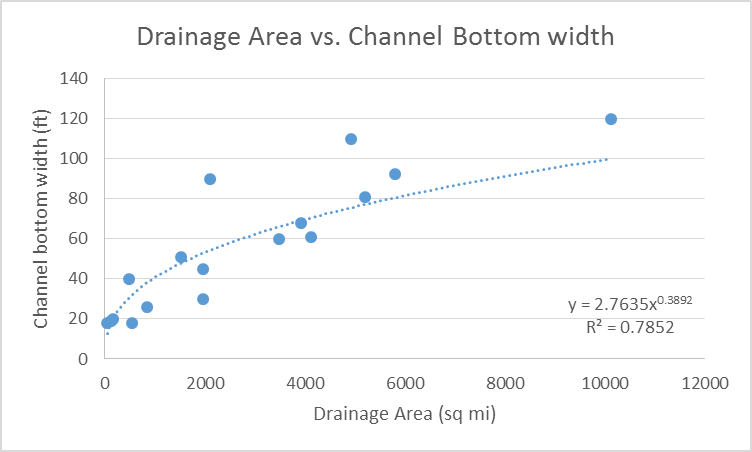 Drainage Area vs. Channel Bottom width
Channel bottom width (ft)
140
120
100
80
60
40
20
0
y = 2.7635x^0.3892
R² = 0.7852
0 2000 4000 6000 8000 10000 12000
Drainage Area (sq mi)